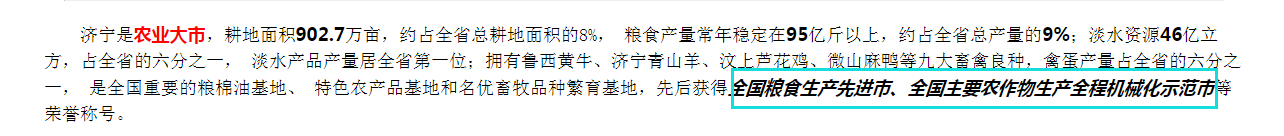 济宁是农业大市，耕地面积902.7万亩，约占全省总耕地面积的8%， 粮食产量常年稳定在95亿斤以上，约占全省总产量的9%；淡水资源46亿立
方，占全省的六分之一， 淡水产品产量居全省第一位；拥有鲁西黄牛、济宁青山羊、汶上芦花鸡、微山麻鸭等九大畜禽良种，禽蛋产量占全省的六分之
一， 是全国重要的粮棉油基地、 特色农产品基地和名优畜牧品种繁育基地，先后获得全国粮食生产先进市、全国主要农作物生产全程机械化示范市等
荣誉称号。